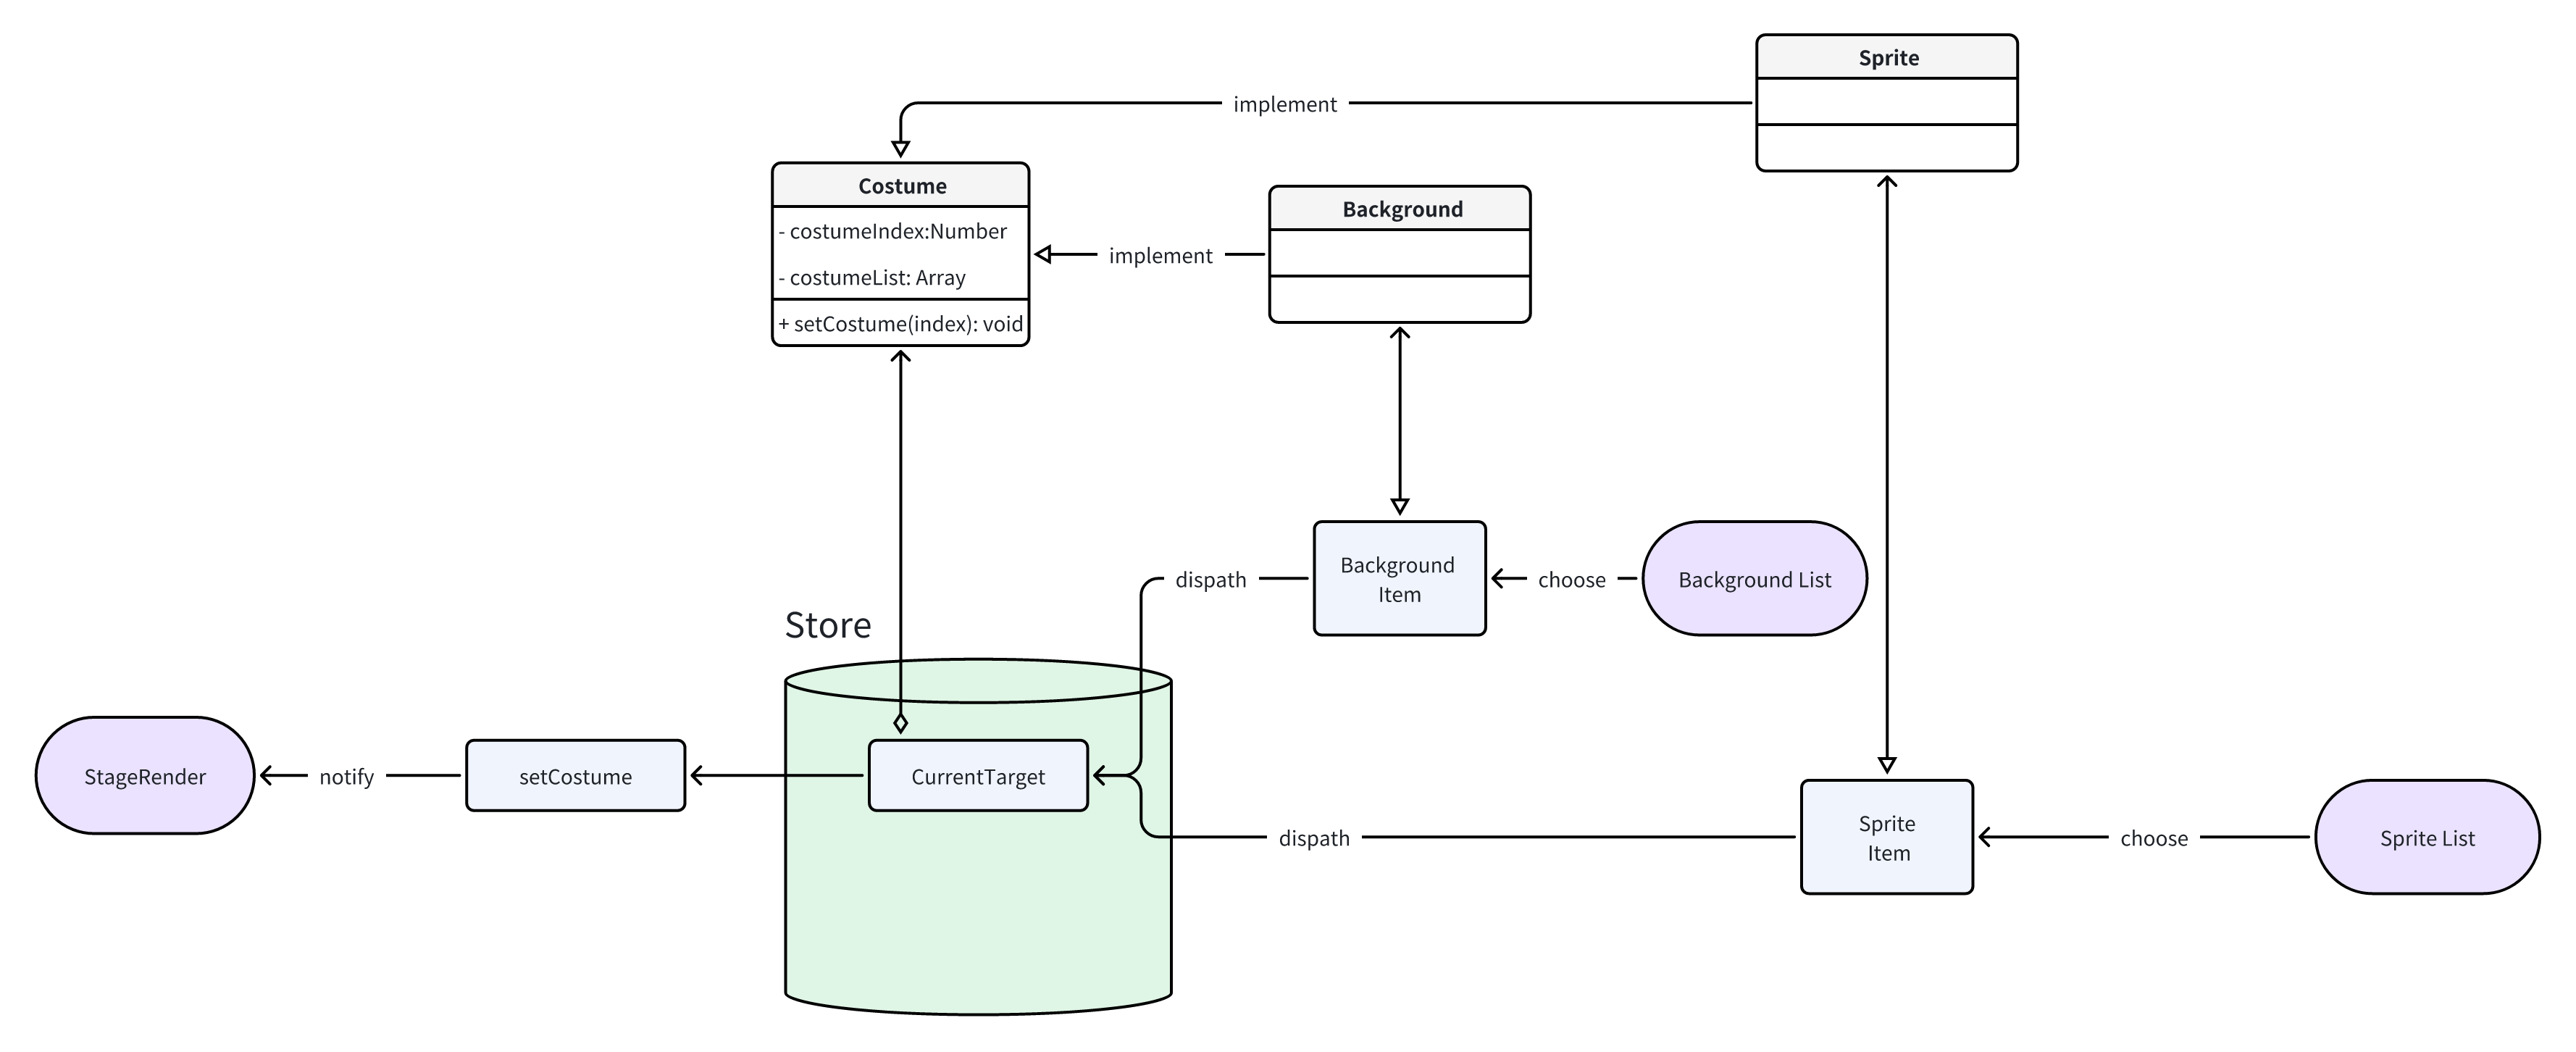 Sprite
implement
Costume
- costumeIndex:Number
- costumeList: Array
+ setCostume(index): void
Background
implement
dispath
Background
Item
choose
Background List
Store
StageRender
notify
setCostume
CurrentTarget
dispath
Sprite
Item
choose
Sprite List